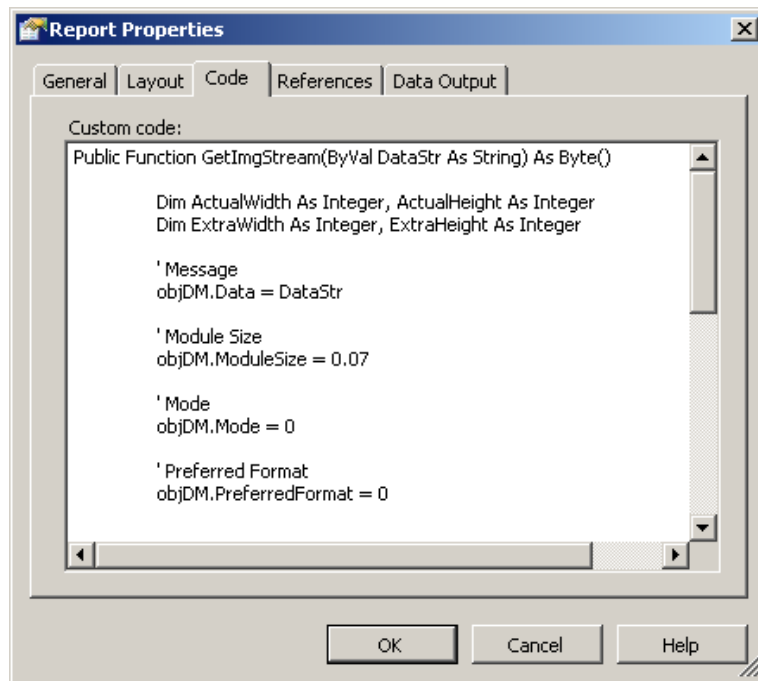 Report Properties
General Layout Code References Data Output
Custom code:
Public Function GetImgStream(ByVal DataStr As String) As Byte()
Dim ActualWidth As Integer, ActualHeight As Integer
Dim ExtraWidth As Integer, ExtraHeight As Integer
' Message
objDM.Data = DataStr
' Module Size
objDM.ModuleSize = 0.07
' Mode
objDM.Mode = 0
' Preferred Format
objDM.PreferredFormat = 0
OK Cancel Help